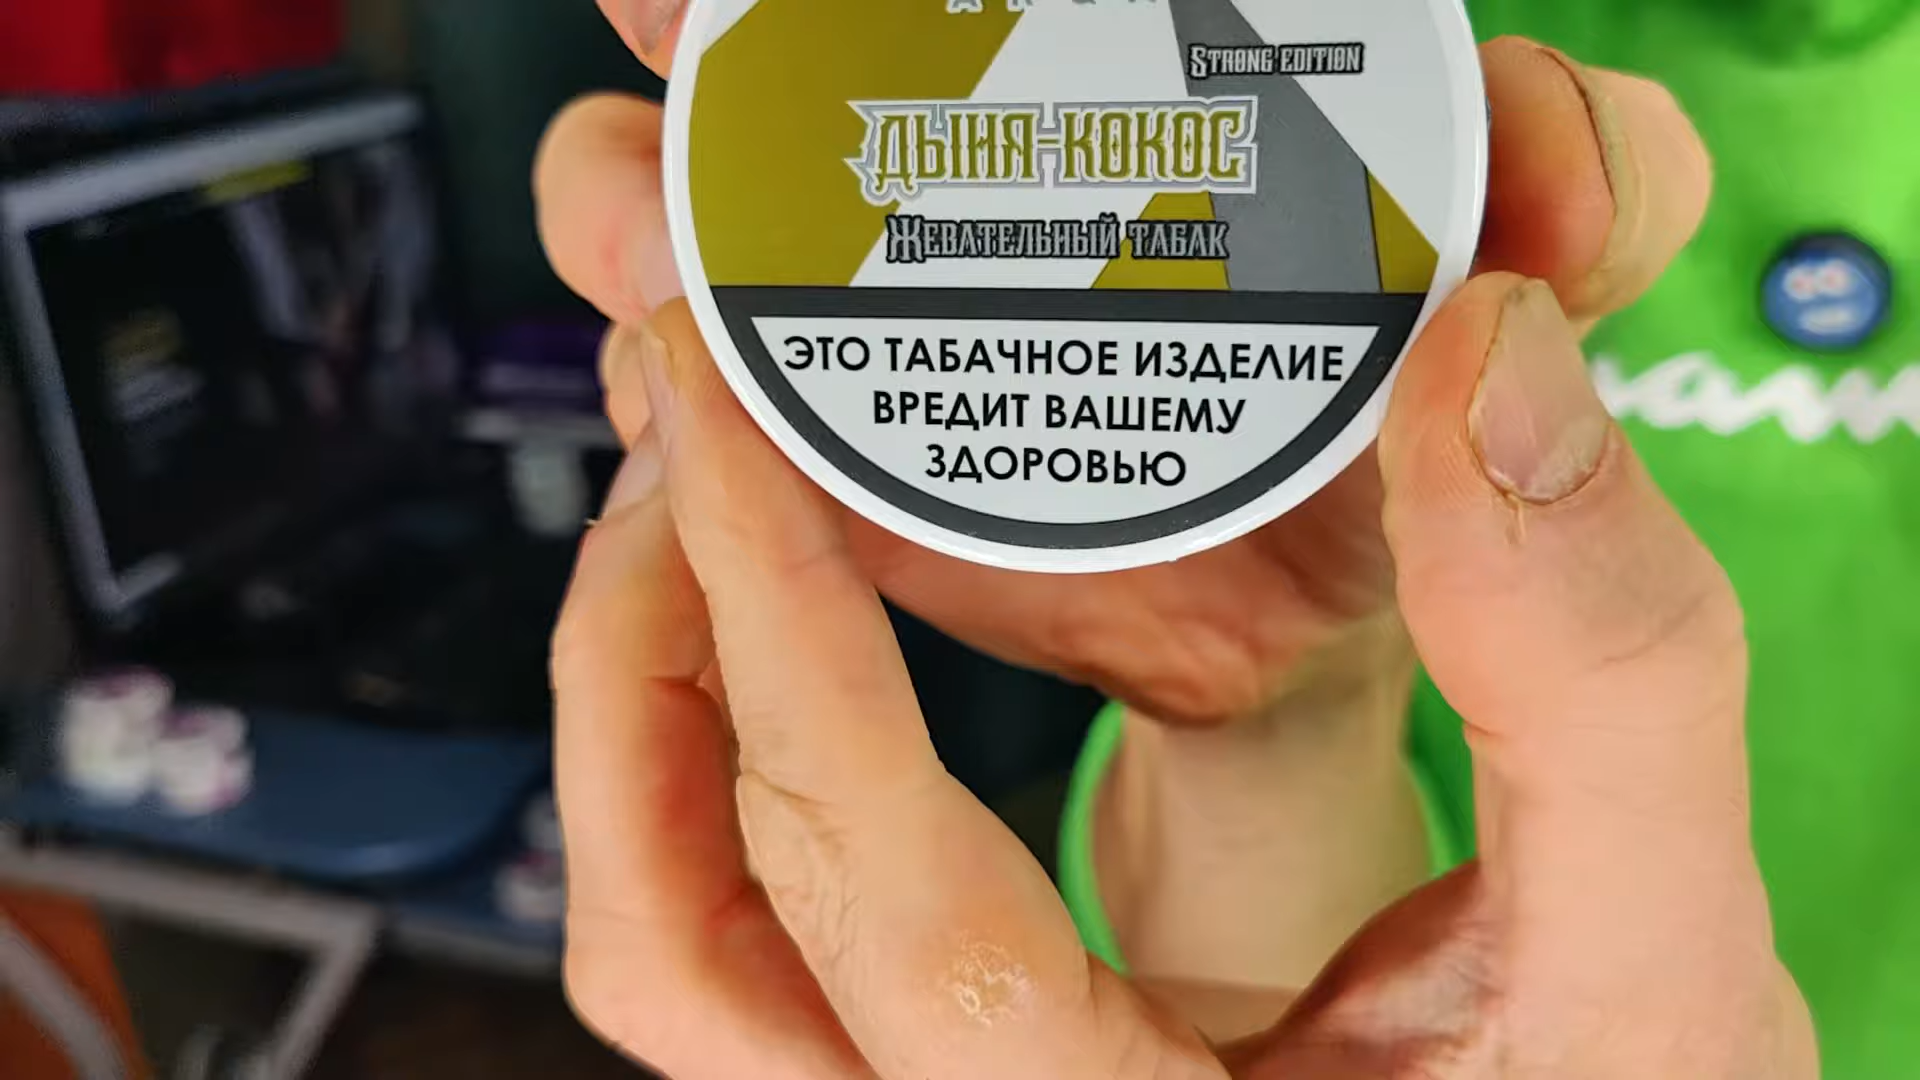 STRONG EDITION
ДЫНЯ-КОКОС
ЖЕВАТЕЛЬНЫЙ ТАБАК
ЭТО ТАБАЧНОЕ ИЗДЕЛИЕ
ВРЕДИТ ВАШЕМУ
ЗДОРОВЬЮ